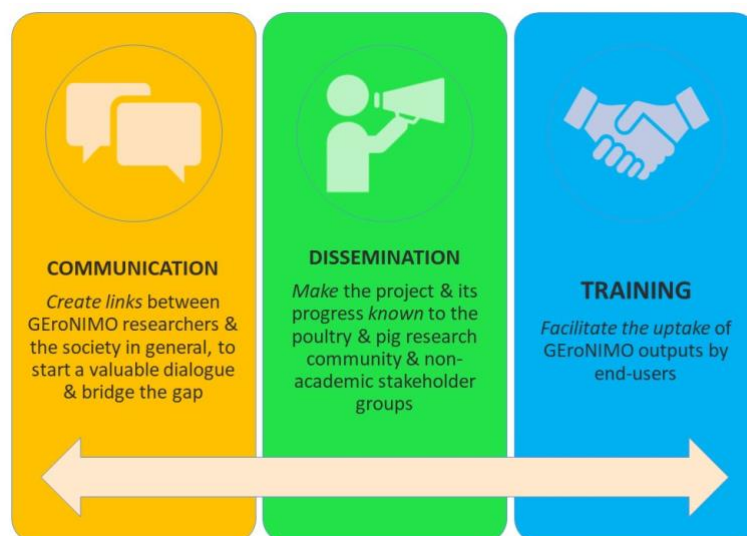 COMMUNICATION
Create links between
GEroNIMO researchers &
the society in general, to
start a valuable dialogue
& bridge the gap
DISSEMINATION
Make the project & its
progress known to the
poultry & pig research
community & non-
academic stakeholder
groups
TRAINING
Facilitate the uptake of
GEroNIMO outputs by
end-users